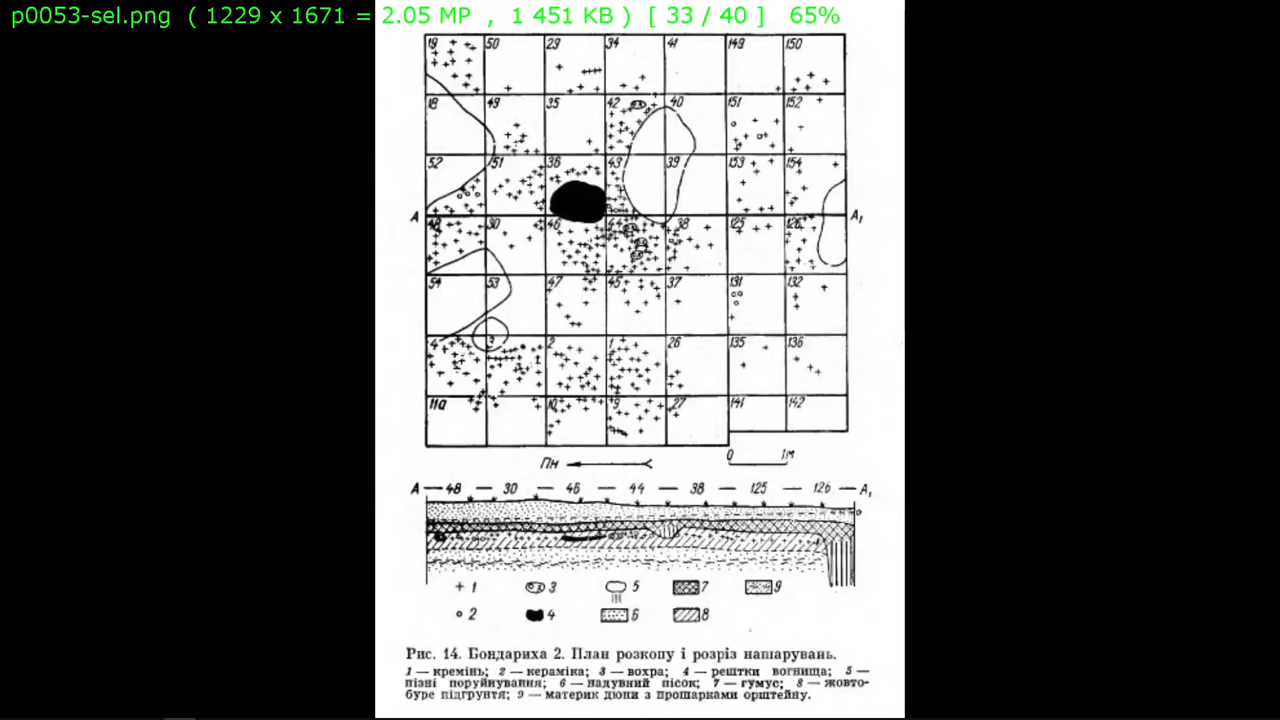 p0053-sel.png ( 1229 x 1671 = 2.05 MP , 1 451 KB ) [ 33 / 40 ] 65%
19 50 29 34 41 149 150
18 49 35 42 40 151 152
52 51 36 43 39 153 154
А А₁
48 30 46 44 38 125 126
54 53 47 45 37 131 132
4 3 2 1 26 135 136
11а 10 9 27 141 142
Пн 0 1м
А — 48 — 30 — 46 — 44 — 38 — 125 — 126 — А₁
+ 1 3 5 7 9
2 4 6 8
Рис. 14. Бондариха 2. План розкопу і розріз нашарувань.
1 — кремінь; 2 — кераміка; 3 — вохра; 4 — рештки вогнища; 5 —
пізні поруйнування; 6 — надувний пісок; 7 — гумус; 8 — жовто-
буре підгрунтя; 9 — материк дюни з прошарками орштейну.